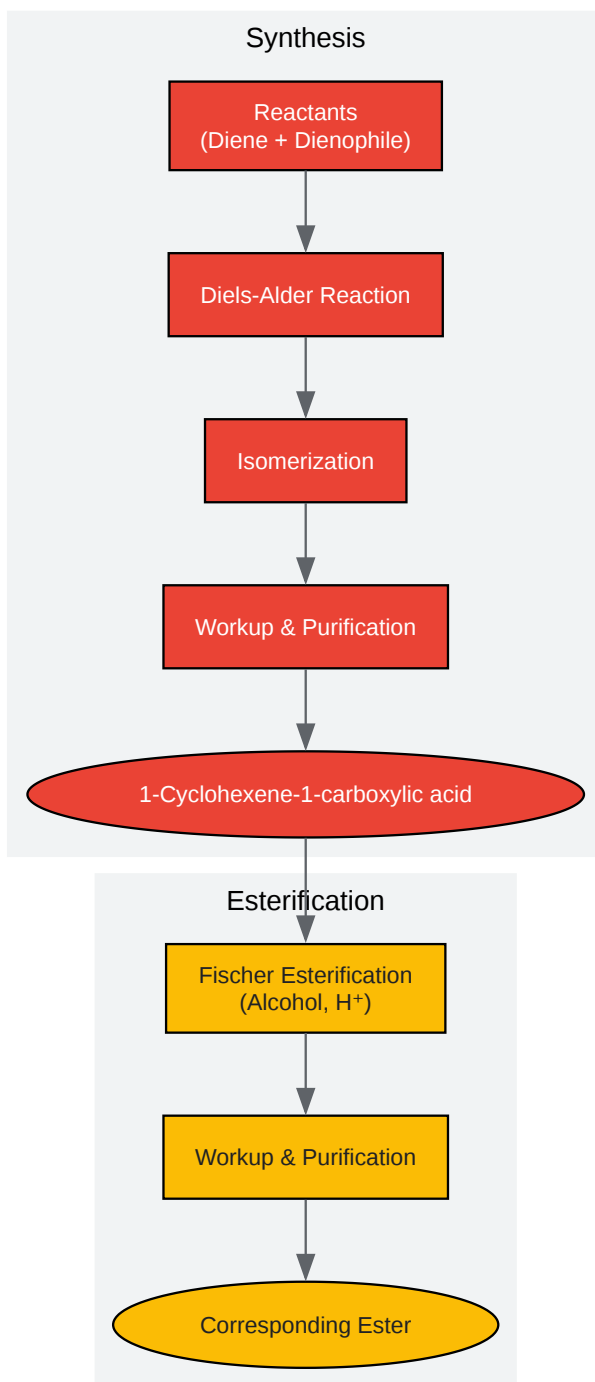 Synthesis
Reactants
(Diene + Dienophile)
Diels-Alder Reaction
Isomerization
Workup & Purification
1-Cyclohexene-1-carboxylic acid
Esterification
Fischer Esterification
(Alcohol, H⁺)
Workup & Purification
Corresponding Ester